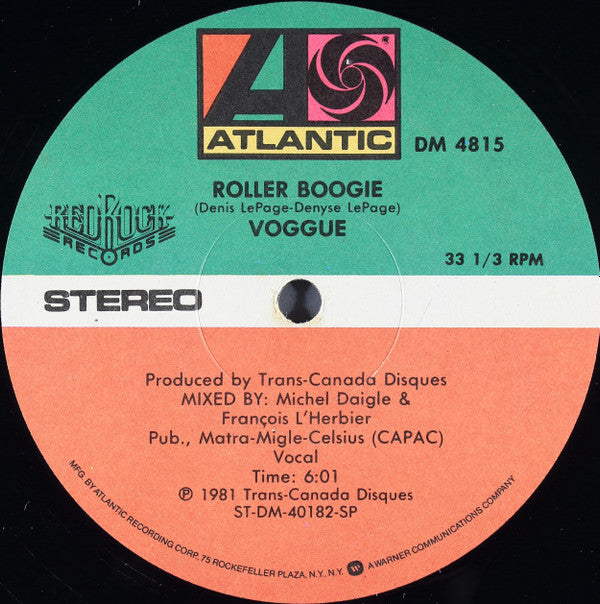 ATLANTIC
DM 4815
ROLLER BOOGIE
(Denis LePage-Denyse LePage)
VOGGUE
REDROCK
RECORDS
33 1/3 RPM
STEREO
Produced by Trans-Canada Disques
MIXED BY: Michel Daigle &
François L'Herbier
Pub., Matra-Migle-Celsius (CAPAC)
Vocal
Time: 6:01
℗ 1981 Trans-Canada Disques
ST-DM-40182-SP
MFG. BY ATLANTIC RECORDING CORP., 75 ROCKEFELLER PLAZA, N.Y., N.Y. A WARNER COMMUNICATIONS COMPANY